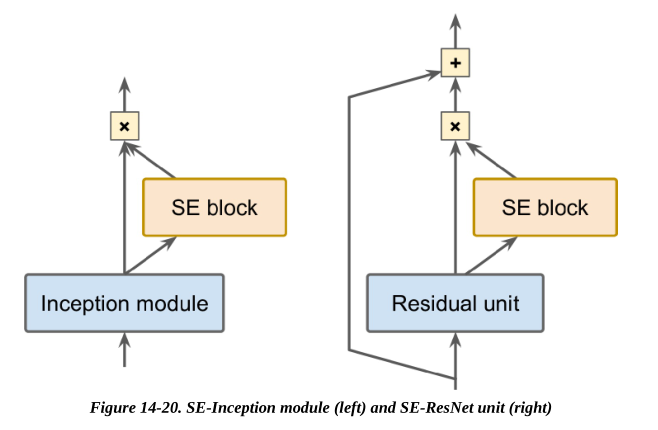 +
×
×
SE block
SE block
Inception module
Residual unit
Figure 14-20. SE-Inception module (left) and SE-ResNet unit (right)